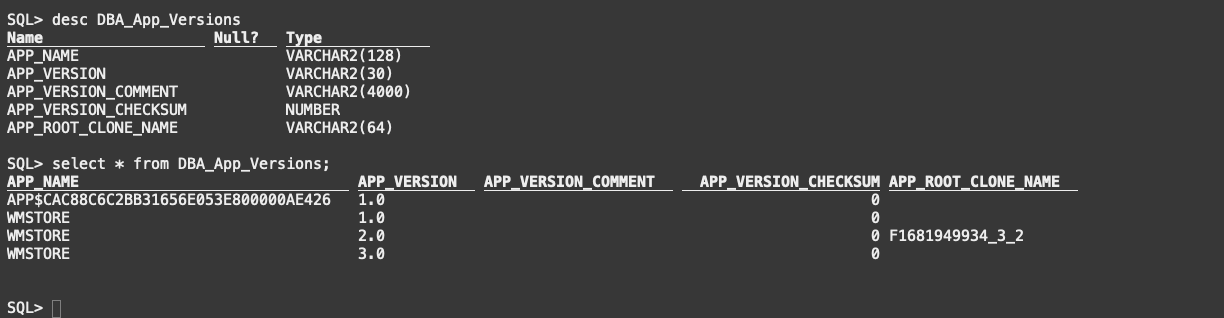 SQL> desc DBA_App_Versions
Name Null? Type
APP_NAME VARCHAR2(128)
APP_VERSION VARCHAR2(30)
APP_VERSION_COMMENT VARCHAR2(4000)
APP_VERSION_CHECKSUM NUMBER
APP_ROOT_CLONE_NAME VARCHAR2(64)
SQL> select * from DBA_App_Versions;
APP_NAME APP_VERSION APP_VERSION_COMMENT APP_VERSION_CHECKSUM APP_ROOT_CLONE_NAME
APP$CAC88C6C2BB31656E053E800000AE426 1.0 0
WMSTORE 1.0 0
WMSTORE 2.0 0 F1681949934_3_2
WMSTORE 3.0 0
SQL>